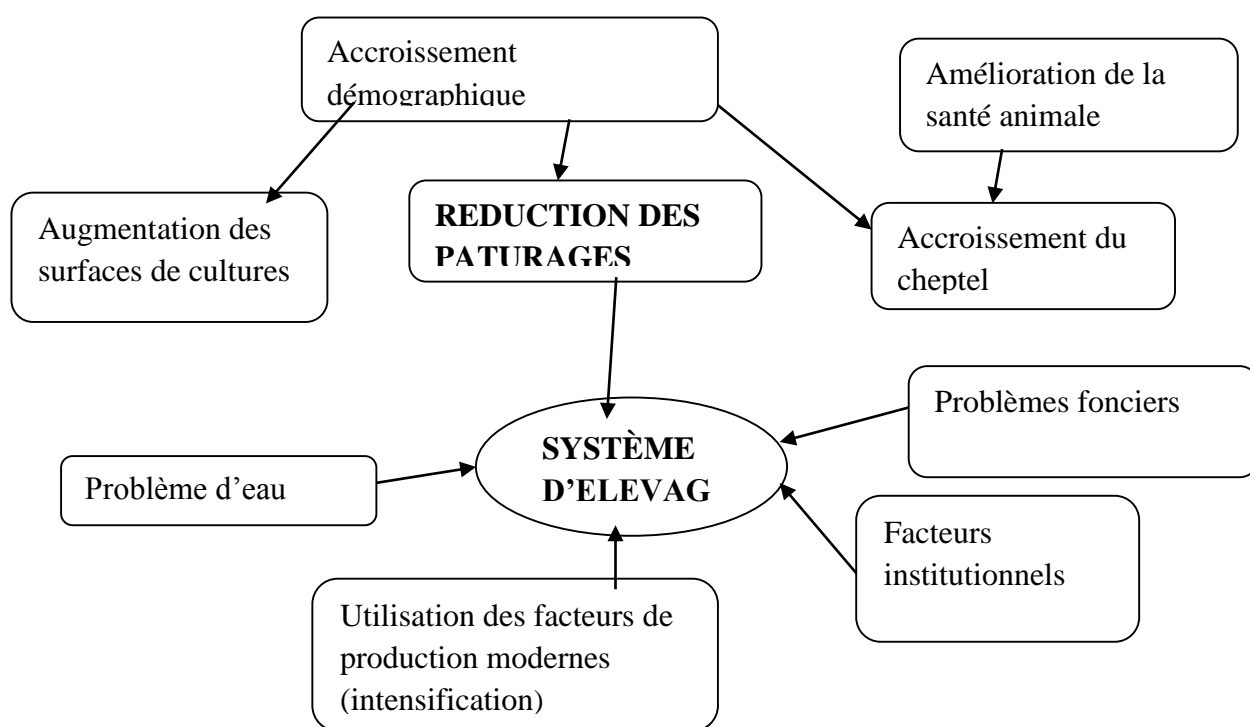 Accroissement
démographique
Amélioration de la
santé animale
Augmentation des
surfaces de cultures
REDUCTION DES
PATURAGES
Accroissement du
cheptel
Problèmes fonciers
SYSTÈME
D’ELEVAG
Problème d’eau
Facteurs
institutionnels
Utilisation des facteurs de
production modernes
(intensification)